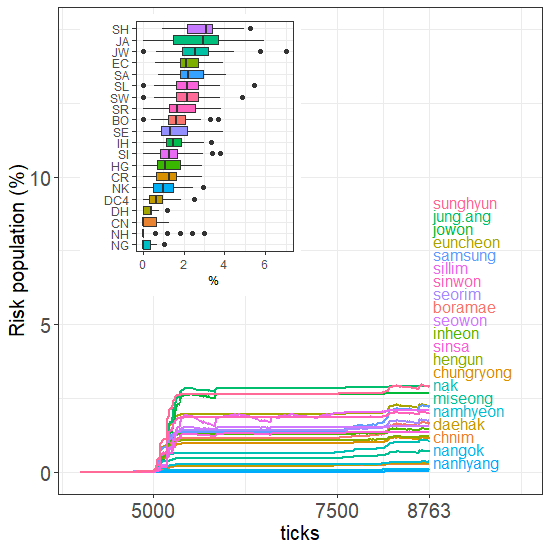 SH
JA
JW
EC
SA
SL
SW
SR
BO
SE
IH
SI
HG
CR
NK
DC4
DH
CN
NH
NG
0
2
4
6
%
Risk population (%)
10
5
0
sunghyun
jung.ang
jowon
euncheon
samsung
sillim
sinwon
seorim
boramae
seowon
inheon
sinsa
hengun
chungryong
nak
miseong
namhyeon
daehak
chnim
nangok
nanhyang
5000
7500
8763
ticks